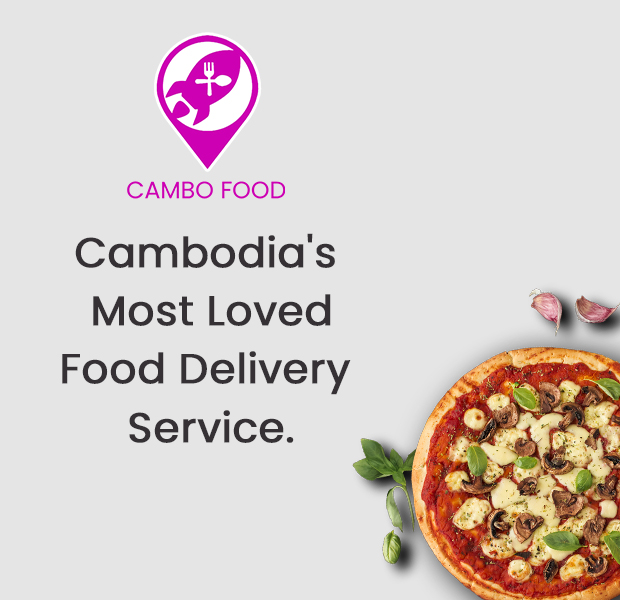 CAMBO FOOD
Cambodia's
Most Loved
Food Delivery
Service.